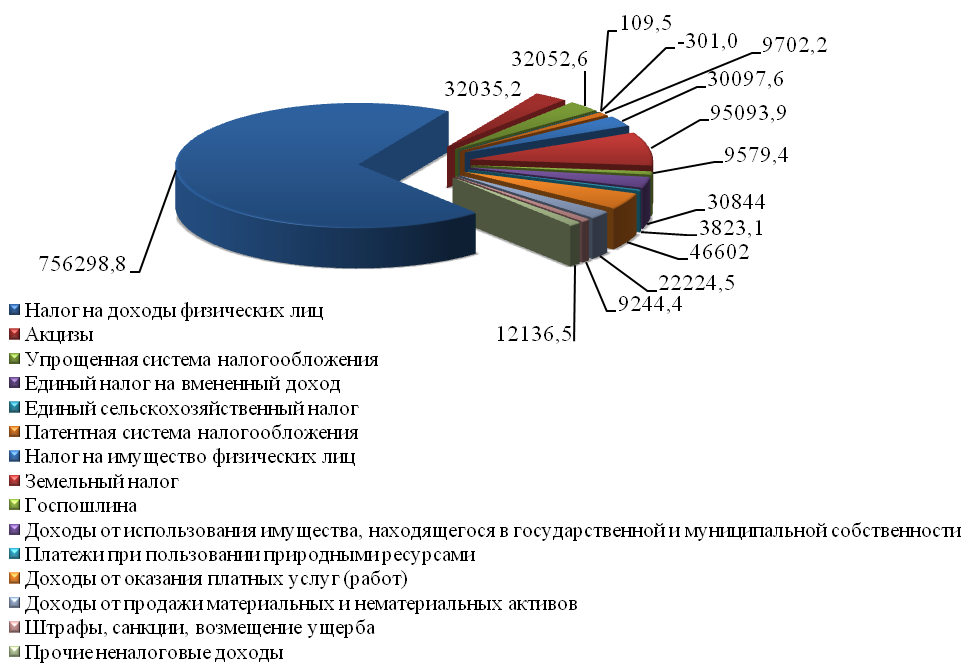 109,5
-301,0
9702,2
32052,6
30097,6
32035,2
95093,9
9579,4
30844
3823,1
46602
756298,8
22224,5
9244,4
12136,5
Налог на доходы физических лиц
Акцизы
Упрощенная система налогообложения
Единый налог на вмененный доход
Единый сельскохозяйственный налог
Патентная система налогообложения
Налог на имущество физических лиц
Земельный налог
Госпошлина
Доходы от использования имущества, находящегося в государственной и муниципальной собственности
Платежи при пользовании природными ресурсами
Доходы от оказания платных услуг (работ)
Доходы от продажи материальных и нематериальных активов
Штрафы, санкции, возмещение ущерба
Прочие неналоговые доходы